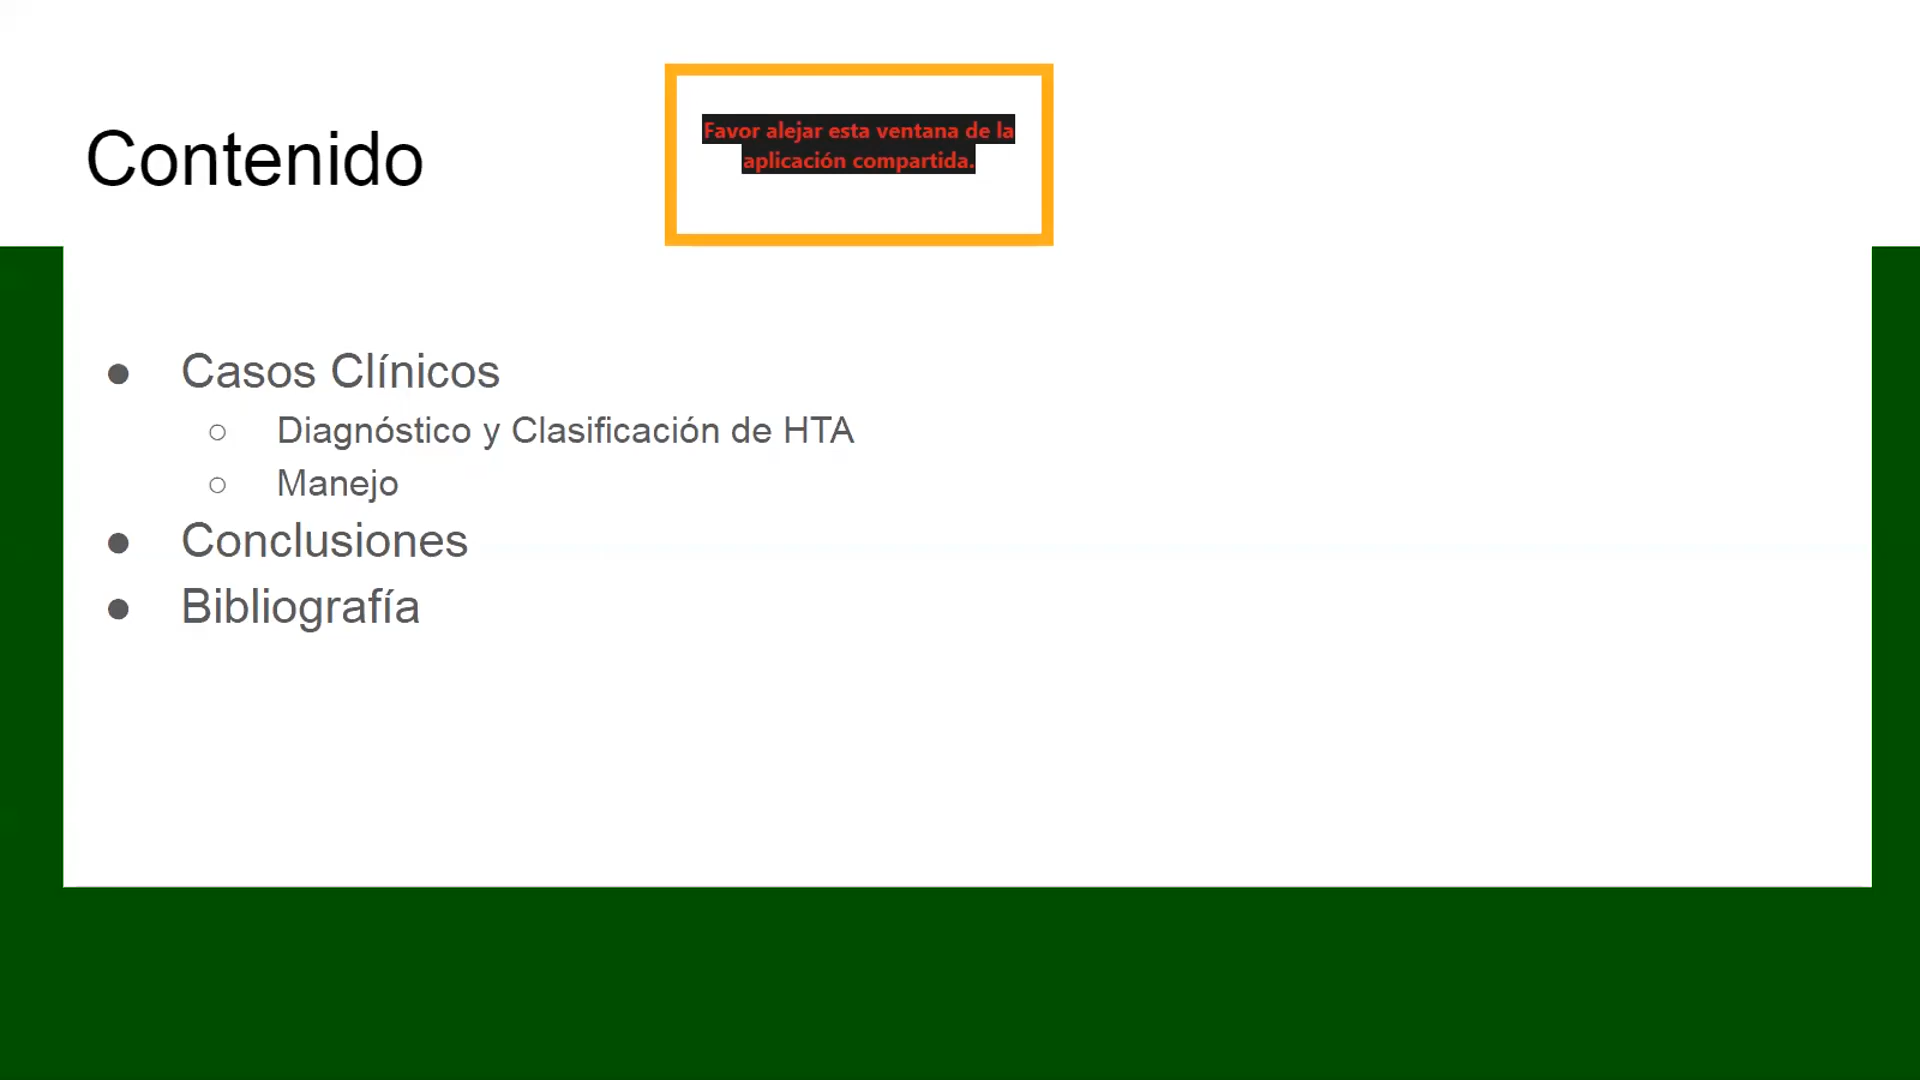 Contenido
Favor alejar esta ventana de la
aplicación compartida.
Casos Clínicos
Diagnóstico y Clasificación de HTA
Manejo
Conclusiones
Bibliografía